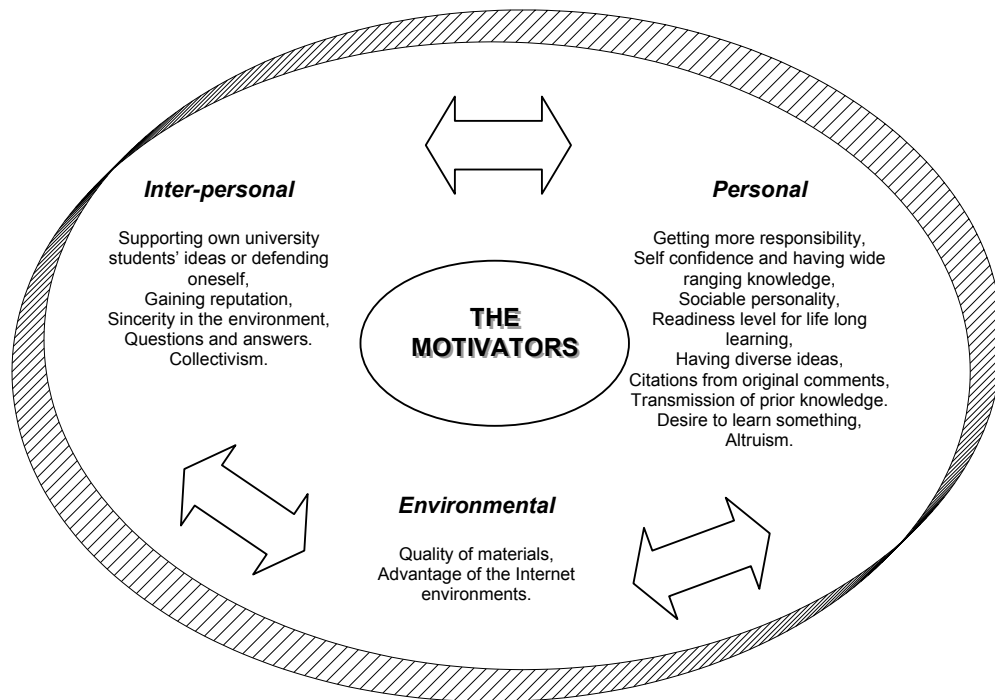 Inter-personal
Supporting own university
students' ideas or defending
oneself,
Gaining reputation,
Sincerity in the environment,
Questions and answers.
Collectivism.
Personal
Getting more responsibility,
Self confidence and having wide
ranging knowledge,
Sociable personality,
Readiness level for life long
learning,
Having diverse ideas,
Citations from original comments,
Transmission of prior knowledge.
Desire to learn something,
Altruism.
THE
MOTIVATORS
Environmental
Quality of materials,
Advantage of the Internet
environments.